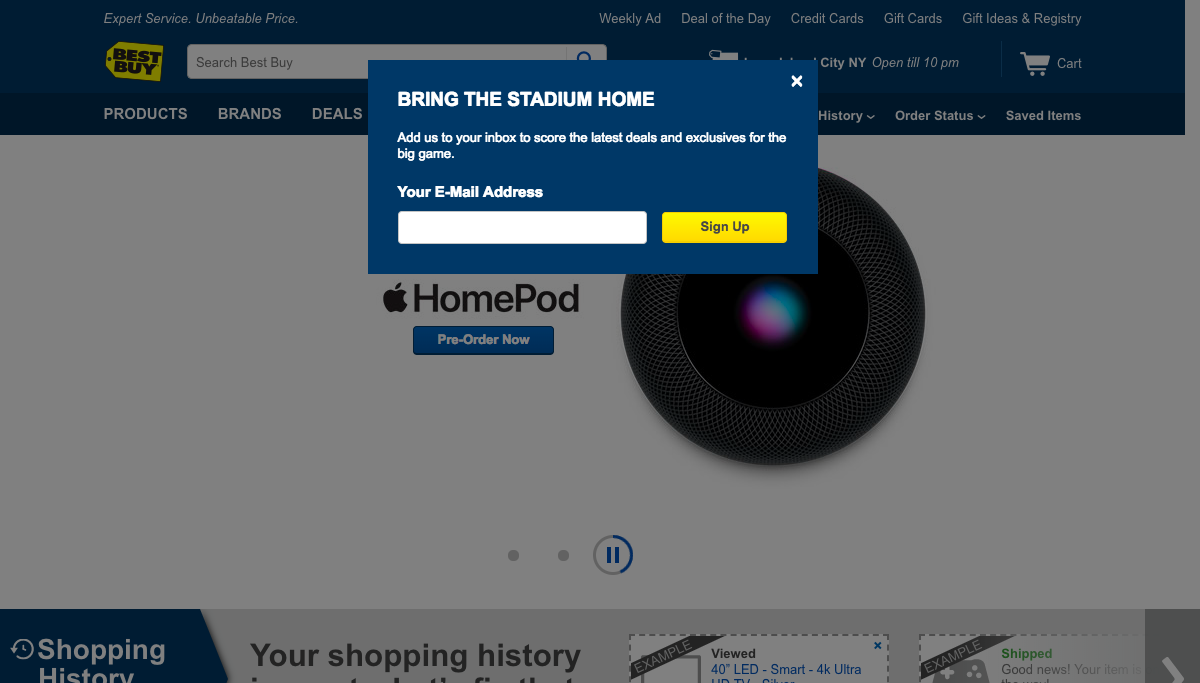 Expert Service. Unbeatable Price.
Weekly Ad Deal of the Day Credit Cards Gift Cards Gift Ideas & Registry
BEST BUY
Search Best Buy
City NY Open till 10 pm
Cart
PRODUCTS BRANDS DEALS
History Order Status Saved Items
BRING THE STADIUM HOME
Add us to your inbox to score the latest deals and exclusives for the
big game.
Your E-Mail Address
Sign Up
HomePod
Pre-Order Now
Shopping
History
Your shopping history
EXAMPLE
Viewed
40” LED - Smart - 4k Ultra
HD TV - Silver
EXAMPLE
Shipped
Good news! Your item is
the way!